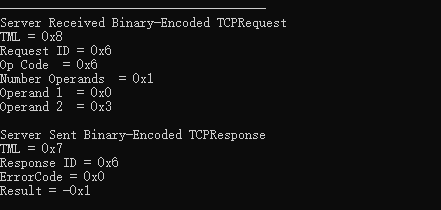 Server Received Binary-Encoded TCPRequest
TML = 0x8
Request ID = 0x6
Op Code  = 0x6
Number Operands  = 0x1
Operand 1  = 0x0
Operand 2  = 0x3
Server Sent Binary-Encoded TCPResponse
TML = 0x7
Response ID = 0x6
ErrorCode = 0x0
Result = -0x1